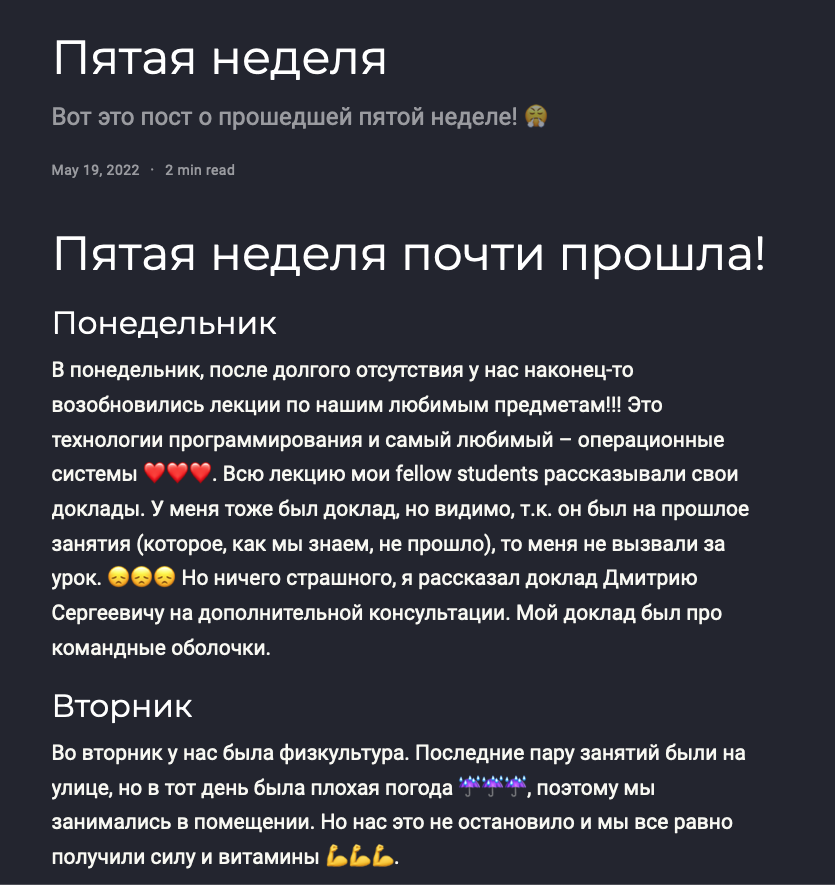 Пятая неделя
Вот это пост о прошедшей пятой неделе! 😤
May 19, 2022 · 2 min read
Пятая неделя почти прошла!
Понедельник
В понедельник, после долгого отсутствия у нас наконец-то
возобновились лекции по нашим любимым предметам!!! Это
технологии программирования и самый любимый – операционные
системы ❤️❤️❤️. Всю лекцию мои fellow students рассказывали свои
доклады. У меня тоже был доклад, но видимо, т.к. он был на прошлое
занятия (которое, как мы знаем, не прошло), то меня не вызвали за
урок. 😞😞😞 Но ничего страшного, я рассказал доклад Дмитрию
Сергеевичу на дополнительной консультации. Мой доклад был про
командные оболочки.
Вторник
Во вторник у нас была физкультура. Последние пару занятий были на
улице, но в тот день была плохая погода ☔☔☔, поэтому мы
занимались в помещении. Но нас это не остановило и мы все равно
получили силу и витамины 💪💪💪.